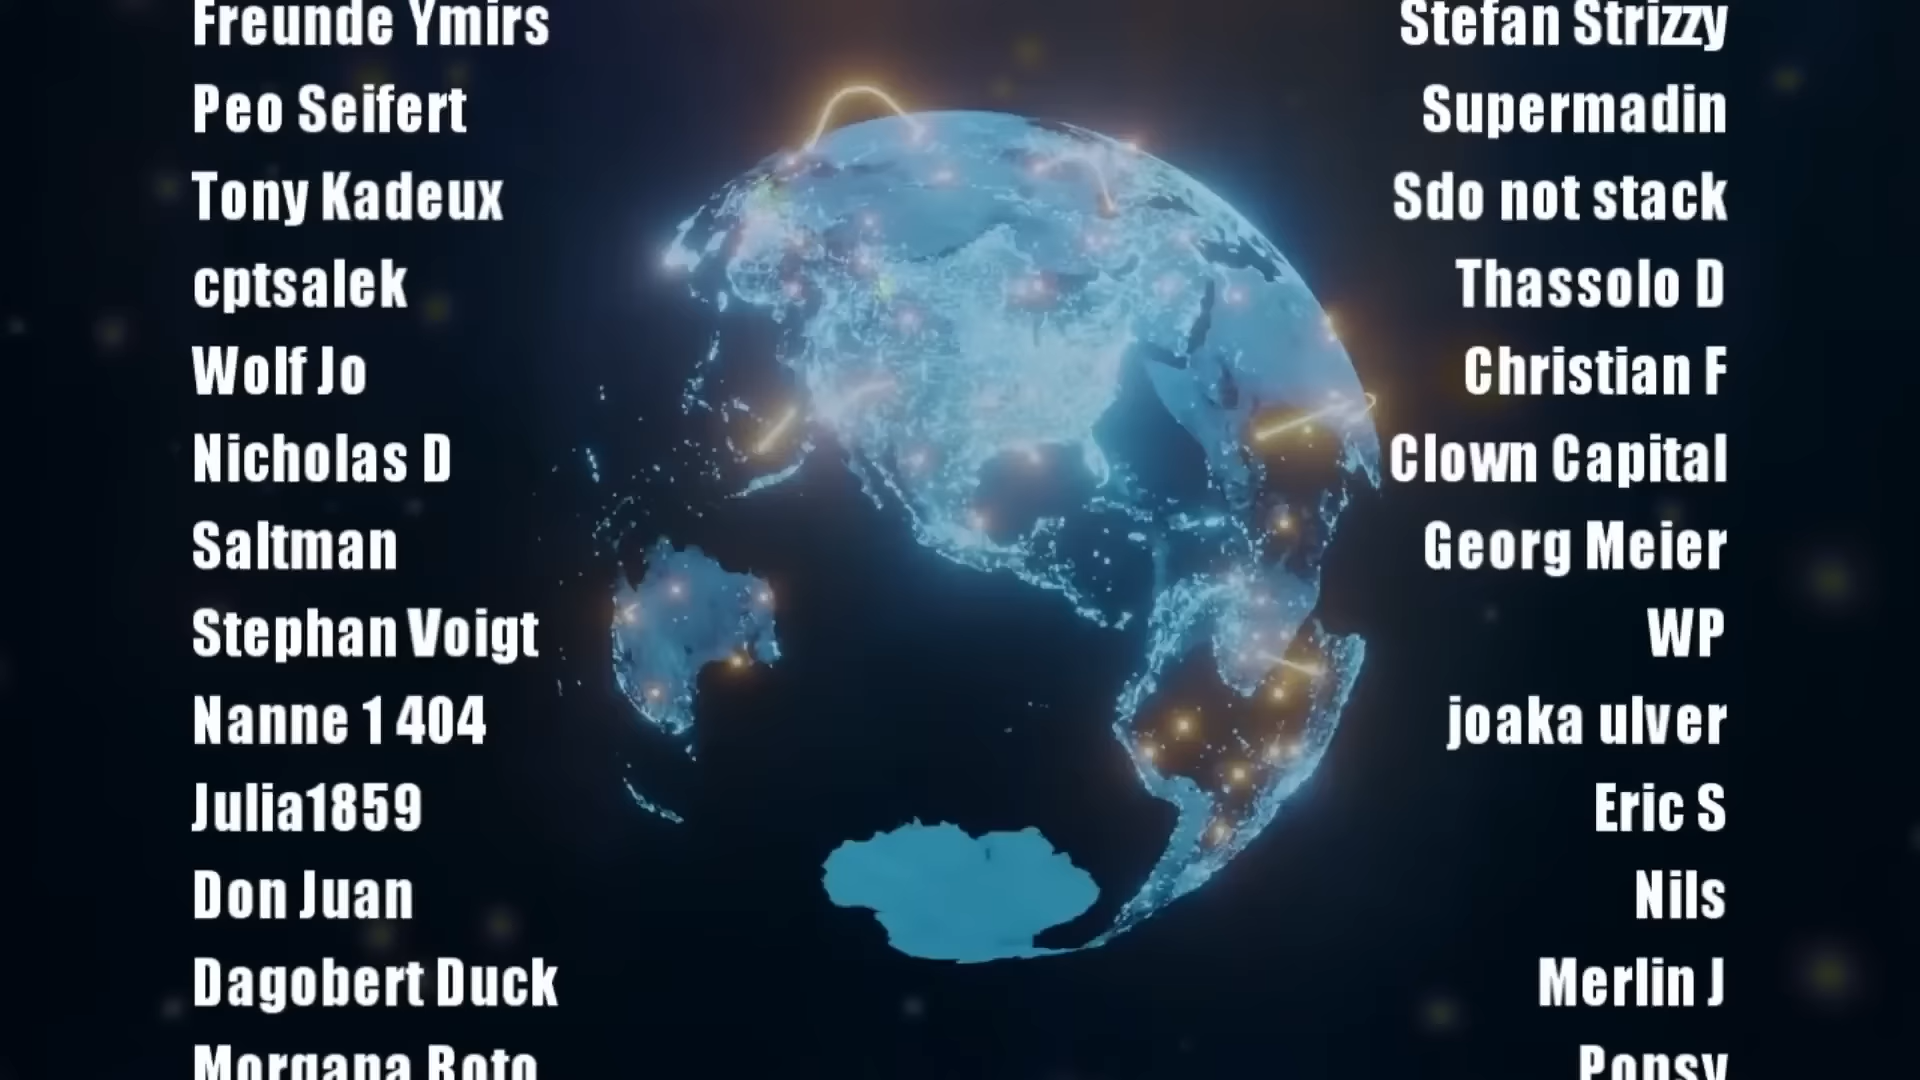 Freunde Ymirs
Peo Seifert
Tony Kadeux
cptsalek
Wolf Jo
Nicholas D
Saltman
Stephan Voigt
Nanne 1 404
Julia1859
Don Juan
Dagobert Duck
Morgana Roto
Stefan Strizzy
Supermadin
Sdo not stack
Thassolo D
Christian F
Clown Capital
Georg Meier
WP
joaka ulver
Eric S
Nils
Merlin J